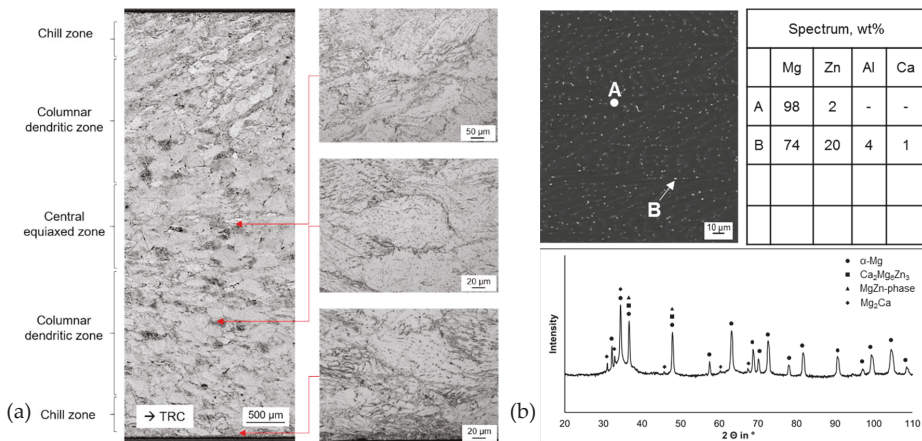 Chill zone
Columnar
dendritic zone
Central
equiaxed zone
Columnar
dendritic zone
Chill zone
(a)
→ TRC
500 µm
50 µm
20 µm
20 µm
A
B
10 µm
Spectrum, wt%
Mg Zn Al Ca
A 98 2 - -
B 74 20 4 1
● α-Mg
■ Ca₂Mg₆Zn₃
▲ MgZn-phase
◆ Mg₂Ca
Intensity
20 30 40 50 60 70 80 90 100 110
2 Θ in °
(b)